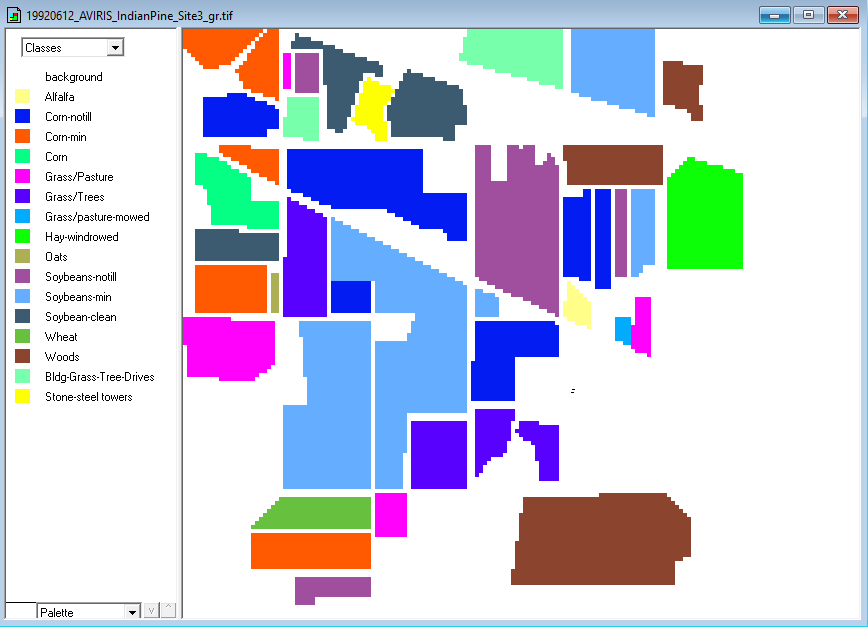 19920612_AVIRIS_IndianPine_Site3_gr.tif
Classes
background
Alfalfa
Corn-notill
Corn-min
Corn
Grass/Pasture
Grass/Trees
Grass/pasture-mowed
Hay-windrowed
Oats
Soybeans-notill
Soybeans-min
Soybean-clean
Wheat
Woods
Bldg-Grass-Tree-Drives
Stone-steel towers
Palette